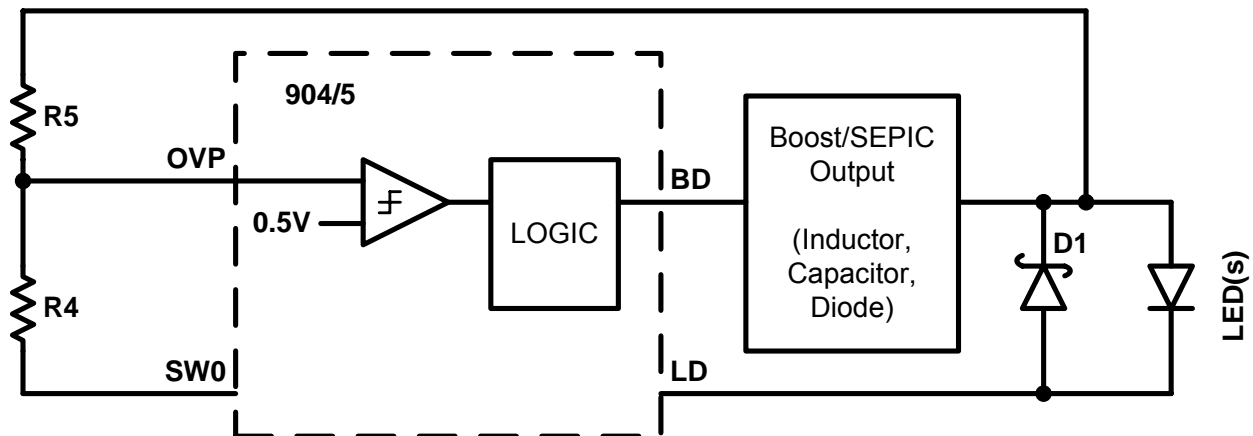 904/5
R5
OVP
0.5V
LOGIC
BD
Boost/SEPIC
Output
(Inductor,
Capacitor,
Diode)
D1
LED(s)
R4
SW0
LD